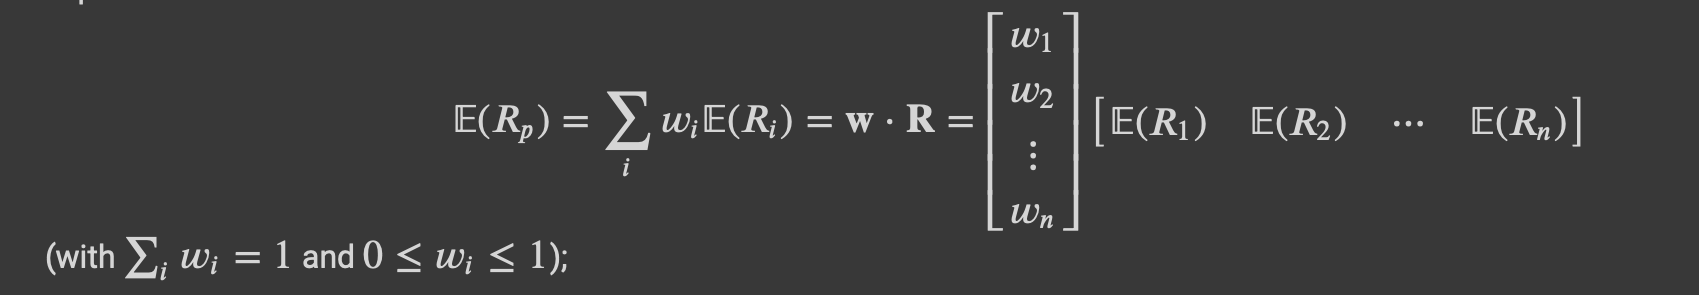 𝔼(R_p) = ∑_i w_i 𝔼(R_i) = 𝐰 · 𝐑 = [w_1 w_2 ⋮ w_n] [𝔼(R_1) 𝔼(R_2) ⋯ 𝔼(R_n)]
(with ∑_i w_i = 1 and 0 ≤ w_i ≤ 1);